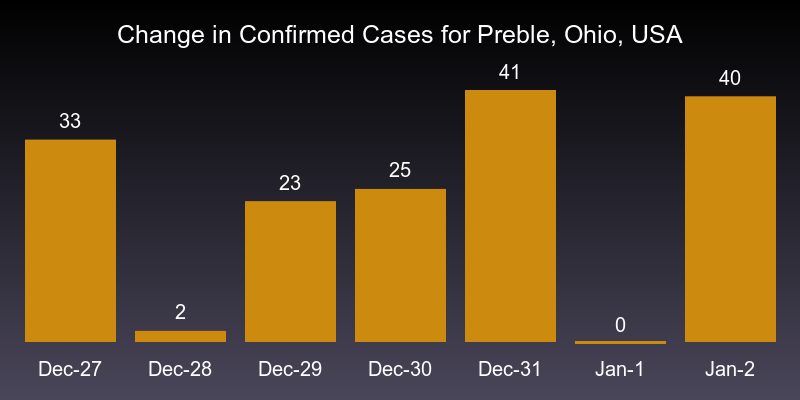 Change in Confirmed Cases for Preble, Ohio, USA
33
2
23
25
41
0
40
Dec-27
Dec-28
Dec-29
Dec-30
Dec-31
Jan-1
Jan-2